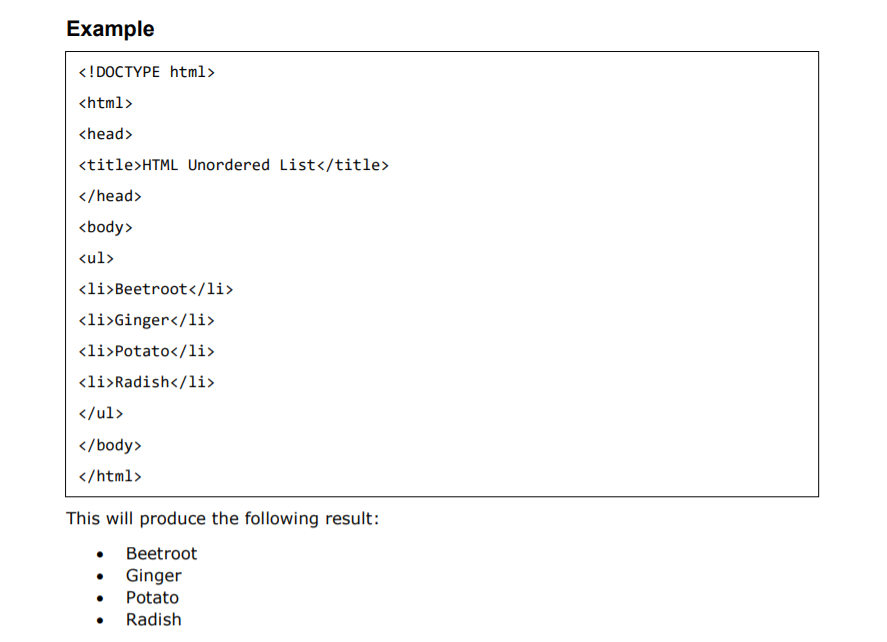 Example
<!DOCTYPE html>
<html>
<head>
<title>HTML Unordered List</title>
</head>
<body>
<ul>
<li>Beetroot</li>
<li>Ginger</li>
<li>Potato</li>
<li>Radish</li>
</ul>
</body>
</html>
This will produce the following result:
• Beetroot
• Ginger
• Potato
• Radish